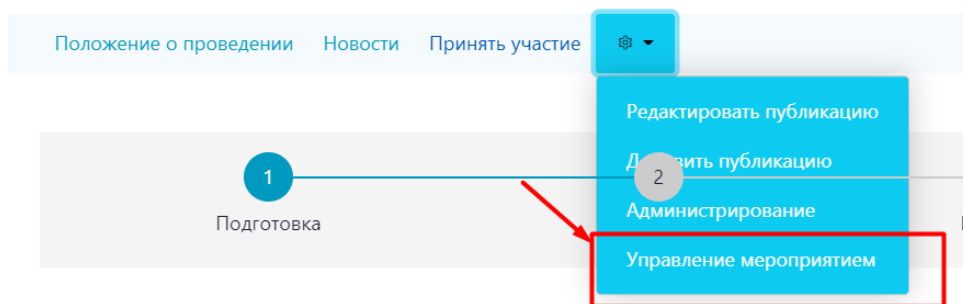 Положение о проведении Новости Принять участие
Редактировать публикацию
публикацию
1
2
Подготовка
Администрирование
Управление мероприятием